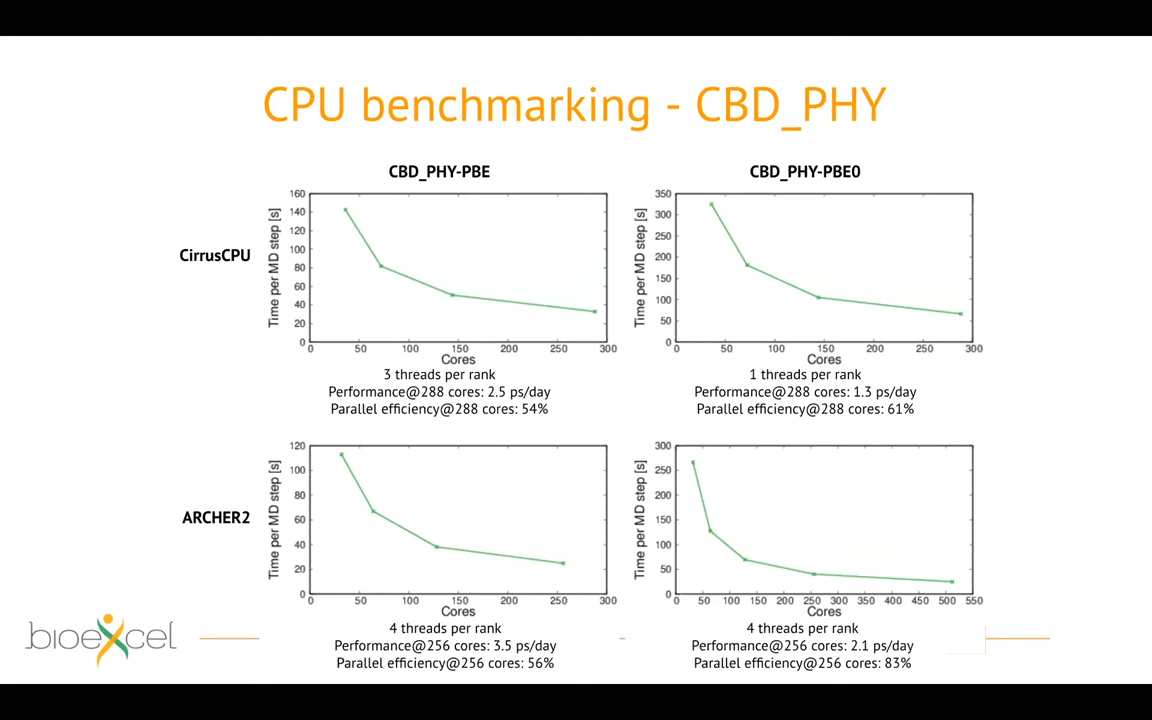 CPU benchmarking - CBD_PHY
CBD_PHY-PBE
CBD_PHY-PBE0
CirrusCPU
Time per MD step [s]
160
140
120
100
80
60
40
20
0
0 50 100 150 200 250 300
Cores
3 threads per rank
Performance@288 cores: 2.5 ps/day
Parallel efficiency@288 cores: 54%
Time per MD step [s]
350
300
250
200
150
100
50
0
0 50 100 150 200 250 300
Cores
1 threads per rank
Performance@288 cores: 1.3 ps/day
Parallel efficiency@288 cores: 61%
ARCHER2
Time per MD step [s]
120
100
80
60
40
20
0
0 50 100 150 200 250 300
Cores
4 threads per rank
Performance@256 cores: 3.5 ps/day
Parallel efficiency@256 cores: 56%
Time per MD step [s]
300
250
200
150
100
50
0
0 50 100 150 200 250 300 350 400 450 500 550
Cores
4 threads per rank
Performance@256 cores: 2.1 ps/day
Parallel efficiency@256 cores: 83%
bioexcel